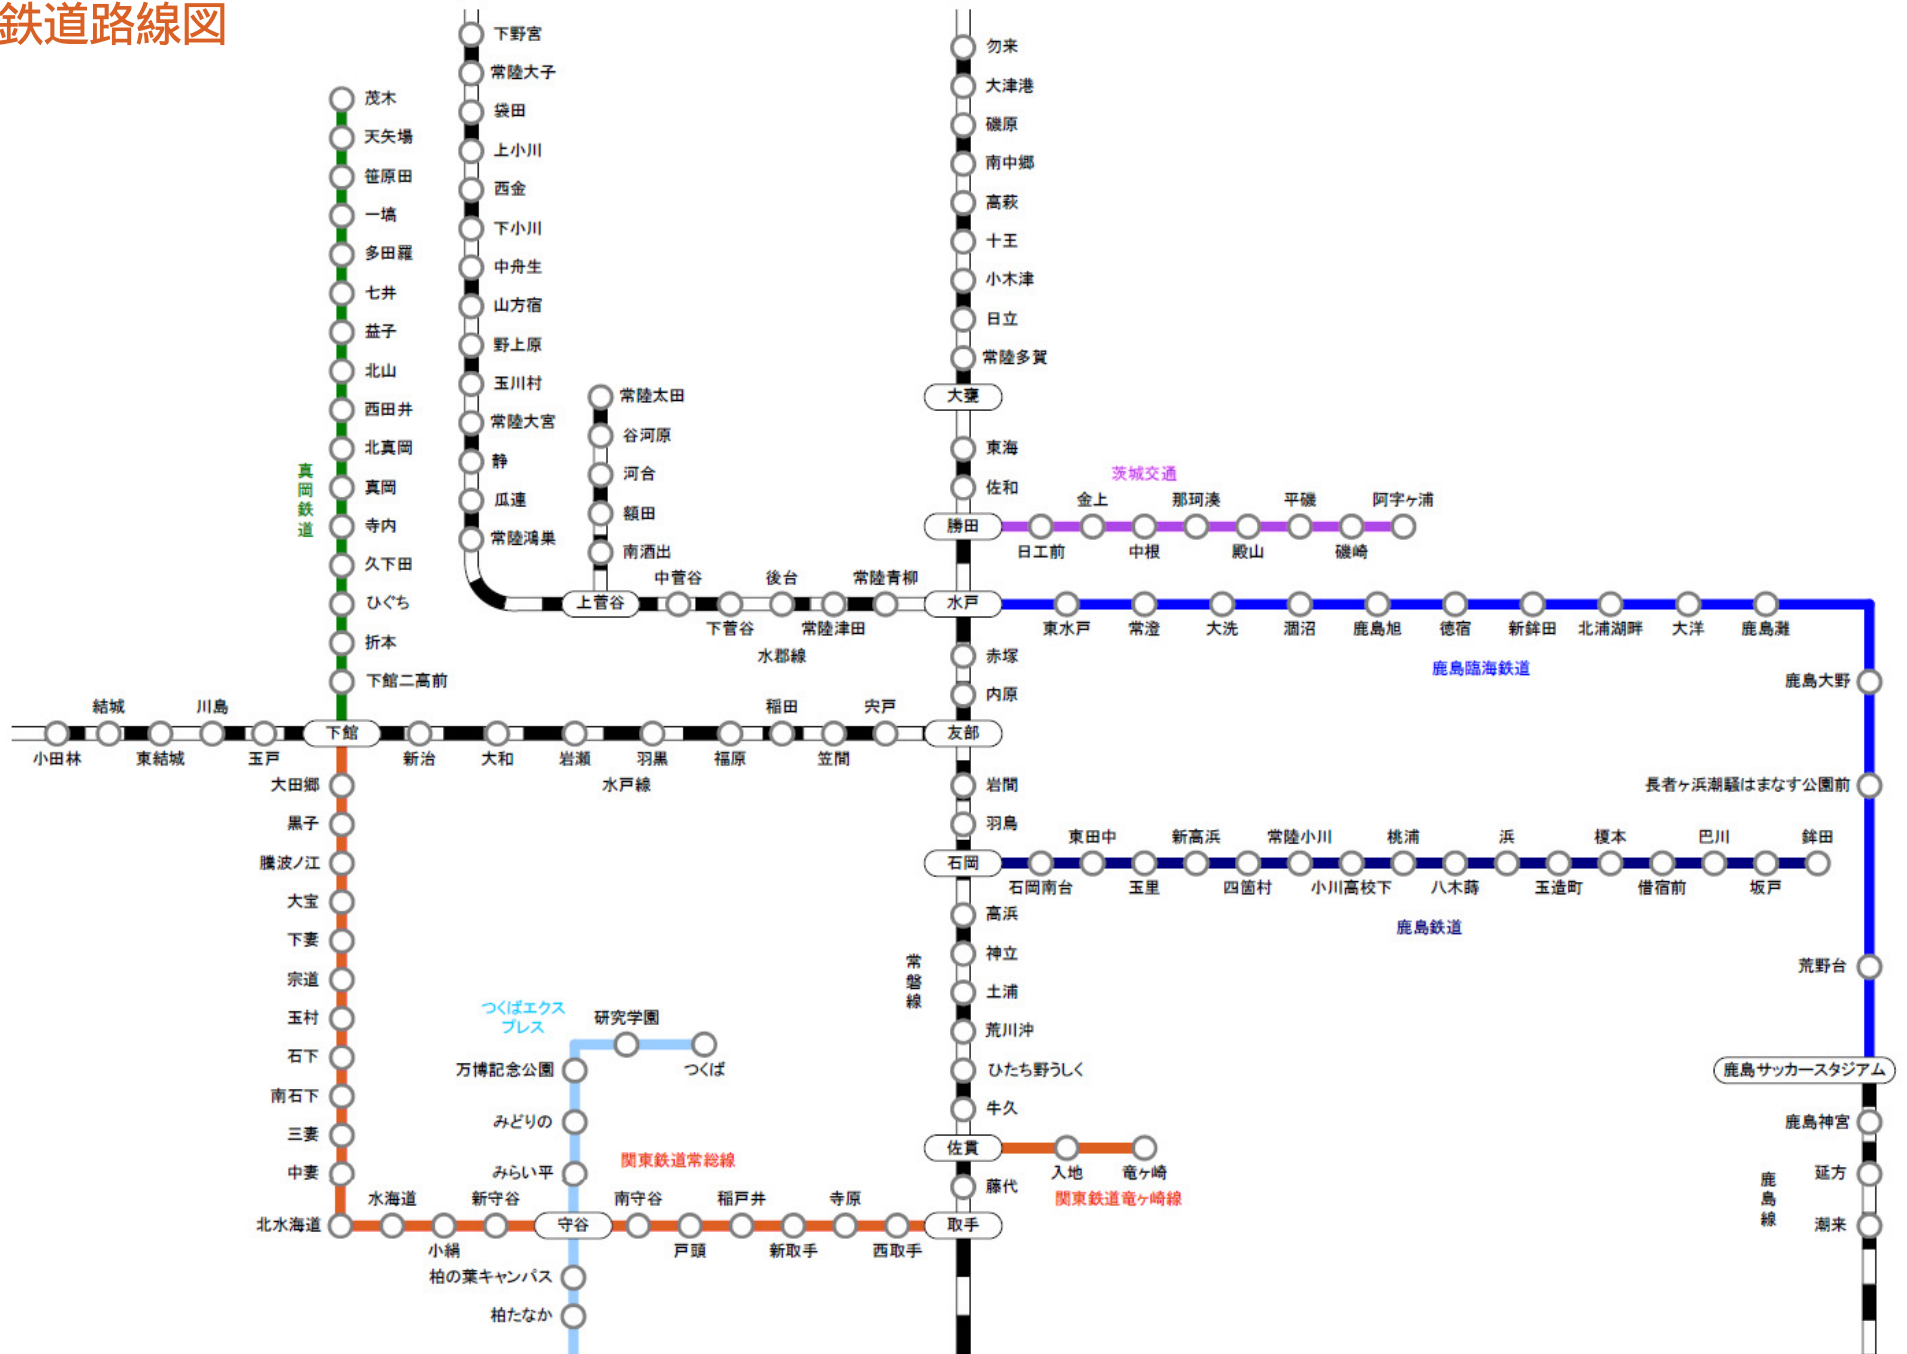 鉄道路線図
下野宮
常陸大子
袋田
上小川
西金
下小川
中舟生
山方宿
野上原
玉川村
常陸大宮
静
瓜連
常陸鴻巣
茂木
天矢場
笹原田
一塙
多田羅
七井
益子
北山
西田井
北真岡
真岡
寺内
久下田
ひぐち
折本
下館二高前
真岡鉄道
常陸太田
谷河原
河合
額田
南酒出
上菅谷
中菅谷
下菅谷
後台
常陸津田
常陸青柳
水郡線
勿来
大津港
磯原
南中郷
高萩
十王
小木津
日立
常陸多賀
大甕
東海
佐和
勝田
水戸
赤塚
内原
友部
岩間
羽鳥
石岡
高浜
神立
土浦
荒川沖
ひたち野うしく
牛久
佐貫
藤代
取手
常磐線
茨城交通
日工前
金上
中根
那珂湊
殿山
平磯
磯崎
阿字ヶ浦
東水戸
常澄
大洗
涸沼
鹿島旭
徳宿
新鉾田
北浦湖畔
大洋
鹿島灘
鹿島臨海鉄道
鹿島大野
長者ヶ浜潮騒はまなす公園前
荒野台
鹿島サッカースタジアム
鹿島神宮
延方
潮来
鹿島線
小田林
結城
東結城
川島
玉戸
下館
新治
大和
岩瀬
羽黒
福原
稲田
笠間
宍戸
水戸線
石岡南台
東田中
玉里
新高浜
四箇村
常陸小川
小川高校下
桃浦
八木蒔
浜
玉造町
榎本
借宿前
巴川
坂戸
鉾田
鹿島鉄道
大田郷
黒子
騰波ノ江
大宝
下妻
宗道
玉村
石下
南石下
三妻
中妻
北水海道
水海道
小絹
新守谷
守谷
南守谷
戸頭
稲戸井
新取手
寺原
西取手
関東鉄道常総線
つくばエクス
プレス
研究学園
つくば
万博記念公園
みどりの
みらい平
柏の葉キャンパス
柏たなか
入地
竜ヶ崎
関東鉄道竜ヶ崎線